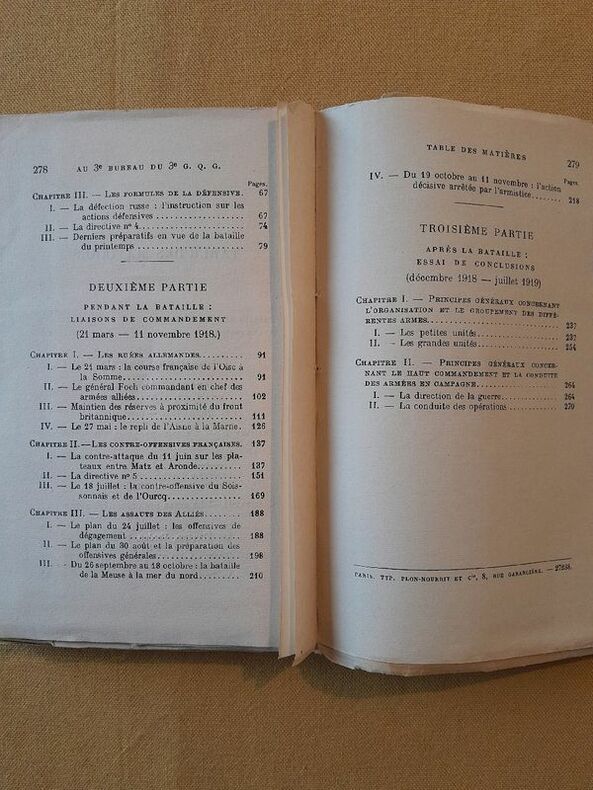 278 AU 3e BUREAU DU 3e G. Q. G.
Pages.
CHAPITRE III. — LES FORMULES DE LA DÉFENSIVE. 67
I. — La défection russe : l'instruction sur les
actions défensives.................... 67
II. — La directive nº 4.................... 74
III. — Derniers préparatifs en vue de la bataille
du printemps.................... 79
DEUXIÈME PARTIE
PENDANT LA BATAILLE :
LIAISONS DE COMMANDEMENT
(21 mars — 11 novembre 1918.)
CHAPITRE I. — LES RUÉES ALLEMANDES.......... 91
I. — Le 21 mars : la course française de l'Oise à
la Somme.................... 91
II. — Le général Foch commandant en chef des
armées alliées.................... 102
III. — Maintien des réserves à proximité du front
britannique.................... 111
IV. — Le 27 mai : le repli de l'Aisne à la Marne. 126
CHAPITRE II. — LES CONTRE-OFFENSIVES FRANÇAISES. 137
I. — La contre-attaque du 11 juin sur les pla-
teaux entre Matz et Aronde............ 137
II. — La directive nº 5.................... 151
III. — Le 18 juillet : la contre-offensive du Sois-
sonnais et de l'Ourcq.................... 169
CHAPITRE III. — LES ASSAUTS DES ALLIÉS........ 188
I. — Le plan du 24 juillet : les offensives de
dégagement.................... 188
II. — Le plan du 30 août et la préparation des
offensives générales.................... 198
III. — Du 26 septembre au 18 octobre : la bataille
de la Meuse à la mer du nord........ 210
TABLE DES MATIÈRES 279
Pages.
IV. — Du 19 octobre au 11 novembre : l'action
décisive arrêtée par l'armistice....... 218
TROISIÈME PARTIE
APRÈS LA BATAILLE :
ESSAI DE CONCLUSIONS
(décembre 1918 — juillet 1919)
CHAPITRE I. — PRINCIPES GÉNÉRAUX CONCERNANT
L'ORGANISATION ET LE GROUPEMENT DES DIFFÉ-
RENTES ARMES.................... 237
I. — Les petites unités.................... 237
II. — Les grandes unités.................... 254
CHAPITRE II. — PRINCIPES GÉNÉRAUX CONCER-
NANT LE HAUT COMMANDEMENT ET LA CONDUITE
DES ARMÉES EN CAMPAGNE.................... 264
I. — La direction de la guerre............ 264
II. — La conduite des opérations............ 270
PARIS. TYP. PLON-NOURRIT ET Cie, 8, RUE GARANCIÈRE. — 27638.